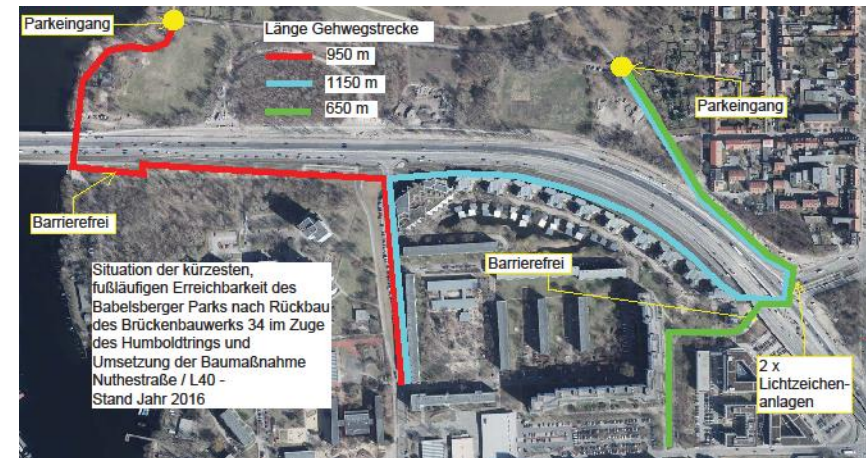 Parkeingang
Länge Gehwegstrecke
950 m
1150 m
650 m
Parkeingang
Barrierefrei
Barrierefrei
Situation der kürzesten,
fußläufigen Erreichbarkeit des
Babelsberger Parks nach Rückbau
des Brückenbauwerks 34 im Zuge
des Humboldtrings und
Umsetzung der Baumaßnahme
Nuthestraße / L40 -
Stand Jahr 2016
2 x
Lichtzeichen-
anlagen